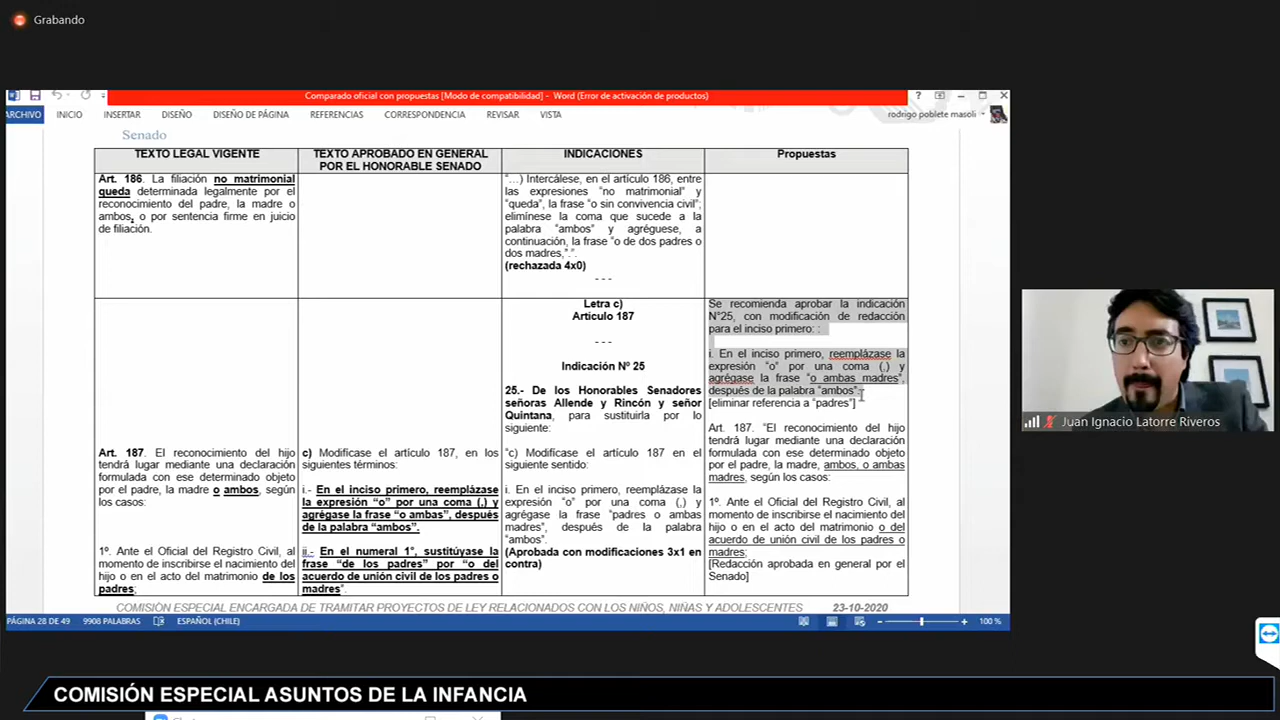 Grabando
Comparado oficial con propuestas [Modo de compatibilidad] - Word (Error de activación de productos)
ARCHIVO INICIO INSERTAR DISEÑO DISEÑO DE PÁGINA REFERENCIAS CORRESPONDENCIA REVISAR VISTA
rodrigo poblete masoli
Senado
TEXTO LEGAL VIGENTE
TEXTO APROBADO EN GENERAL
POR EL HONORABLE SENADO
INDICACIONES
Propuestas
Art. 186. La filiación no matrimonial
queda determinada legalmente por el
reconocimiento del padre, la madre o
ambos, o por sentencia firme en juicio
de filiación.
"…) Intercálese, en el artículo 186, entre
las expresiones "no matrimonial" y
"queda", la frase "o sin convivencia civil";
elimínese la coma que sucede a la
palabra "ambos" y agréguese, a
continuación, la frase "o de dos padres o
dos madres,".".
(rechazada 4x0)
- - -
Letra c)
Artículo 187
- - -
Indicación Nº 25
25.- De los Honorables Senadores
señoras Allende y Rincón y señor
Quintana, para sustituirla por lo
siguiente:
Se recomienda aprobar la indicación
N°25, con modificación de redacción
para el inciso primero: :
i. En el inciso primero, reemplázase la
expresión "o" por una coma (,) y
agrégase la frase "o ambas madres",
después de la palabra "ambos".
[eliminar referencia a "padres"]
Art. 187. El reconocimiento del hijo
tendrá lugar mediante una declaración
formulada con ese determinado objeto
por el padre, la madre o ambos, según
los casos:
1º. Ante el Oficial del Registro Civil, al
momento de inscribirse el nacimiento del
hijo o en el acto del matrimonio de los
padres;
c) Modifícase el artículo 187, en los
siguientes términos:
i.- En el inciso primero, reemplázase
la expresión "o" por una coma (,) y
agrégase la frase "o ambas", después
de la palabra "ambos".
ii.- En el numeral 1°, sustitúyase la
frase "de los padres" por "o del
acuerdo de unión civil de los padres o
madres".
"c) Modifícase el artículo 187 en el
siguiente sentido:
i. En el inciso primero, reemplázase la
expresión "o" por una coma (,) y
agrégase la frase "padres o ambas
madres", después de la palabra
"ambos".
(Aprobada con modificaciones 3x1 en
contra)
Art. 187. "El reconocimiento del hijo
tendrá lugar mediante una declaración
formulada con ese determinado objeto
por el padre, la madre, ambos, o ambas
madres, según los casos:
1º. Ante el Oficial del Registro Civil, al
momento de inscribirse el nacimiento del
hijo o en el acto del matrimonio o del
acuerdo de unión civil de los padres o
madres;
[Redacción aprobada en general por el
Senado]
COMISIÓN ESPECIAL ENCARGADA DE TRAMITAR PROYECTOS DE LEY RELACIONADOS CON LOS NIÑOS, NIÑAS Y ADOLESCENTES 23-10-2020
PÁGINA 28 DE 49 9908 PALABRAS ESPAÑOL (CHILE) 100 %
Juan Ignacio Latorre Riveros
COMISIÓN ESPECIAL ASUNTOS DE LA INFANCIA